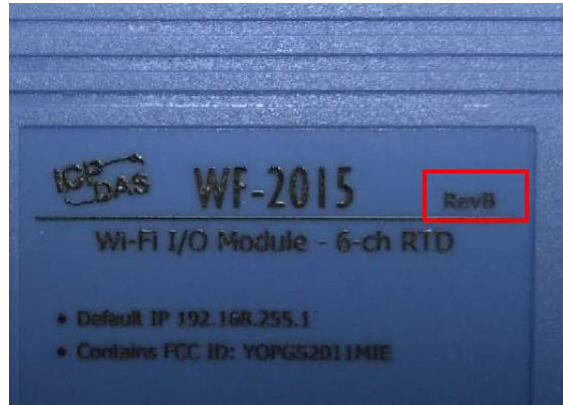 ICP DAS WF-2015 RevB
Wi-Fi I/O Module - 6-ch RTD
• Default IP 192.168.255.1
• Contains FCC ID: YOPGS2011MIE